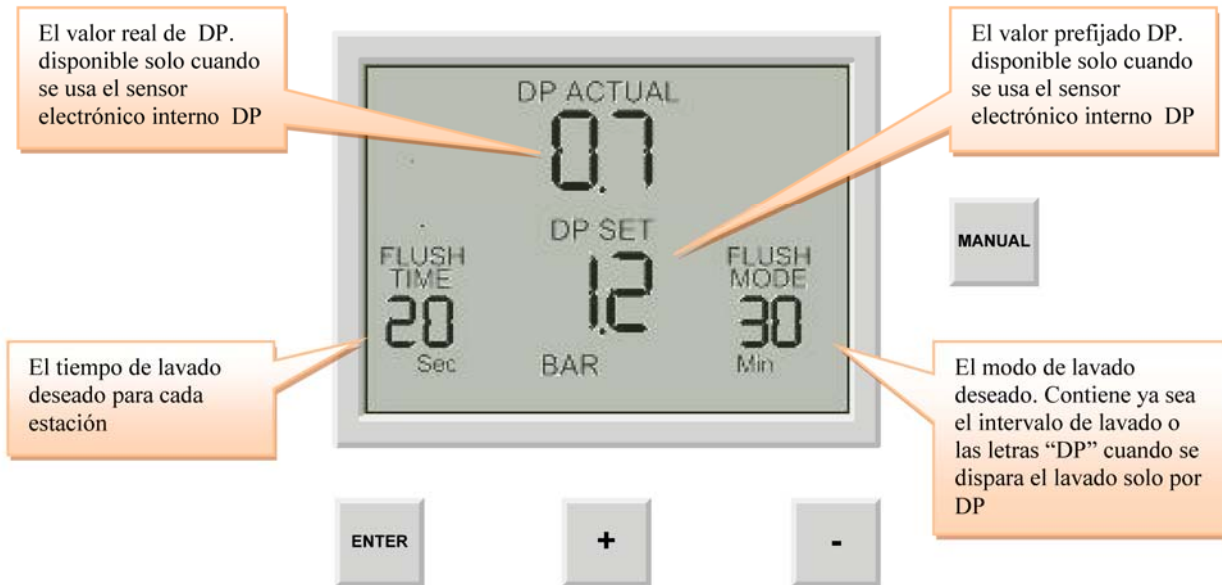 El valor real de DP.
disponible solo cuando
se usa el sensor
electrónico interno DP
El valor prefijado DP.
disponible solo cuando
se usa el sensor
electrónico interno DP
DP ACTUAL
0.7
DP SET
1.2
BAR
FLUSH
TIME
20
Sec
FLUSH
MODE
30
Min
MANUAL
El tiempo de lavado
deseado para cada
estación
El modo de lavado
deseado. Contiene ya sea
el intervalo de lavado o
las letras “DP” cuando se
dispara el lavado solo por
DP
ENTER
+
-